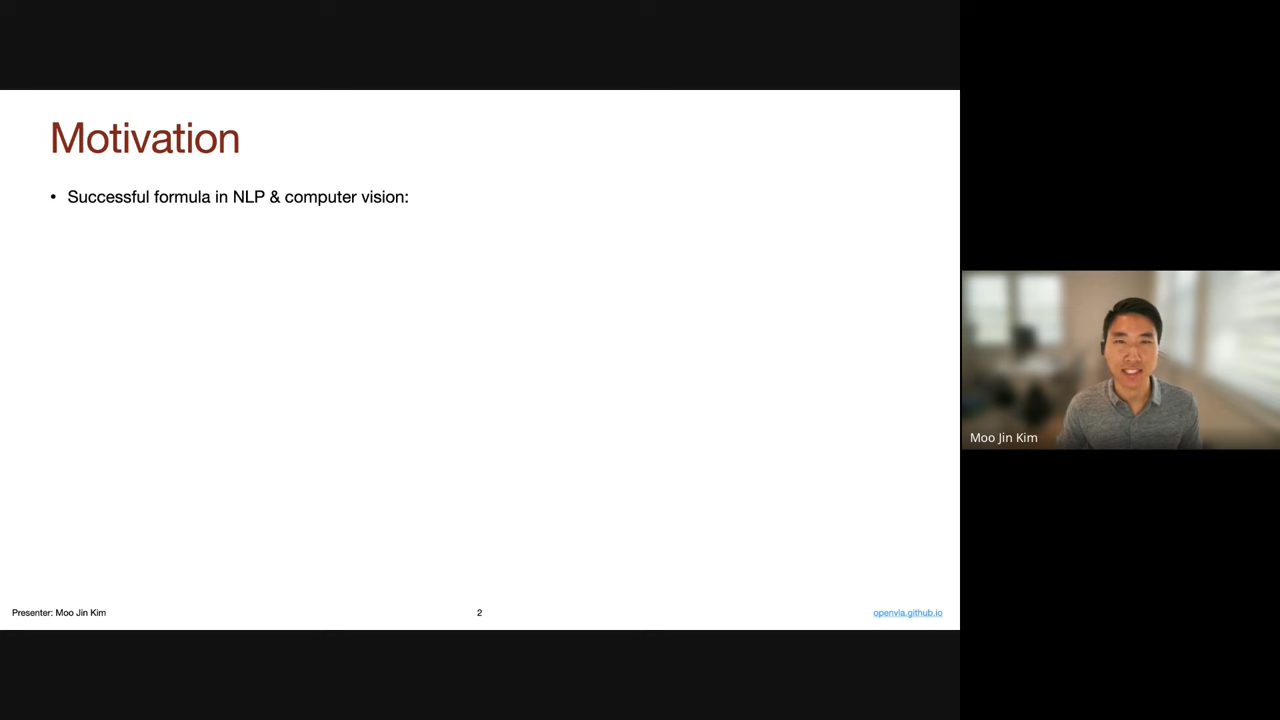 Motivation
• Successful formula in NLP & computer vision:
Moo Jin Kim
Presenter: Moo Jin Kim
2
openvla.github.io